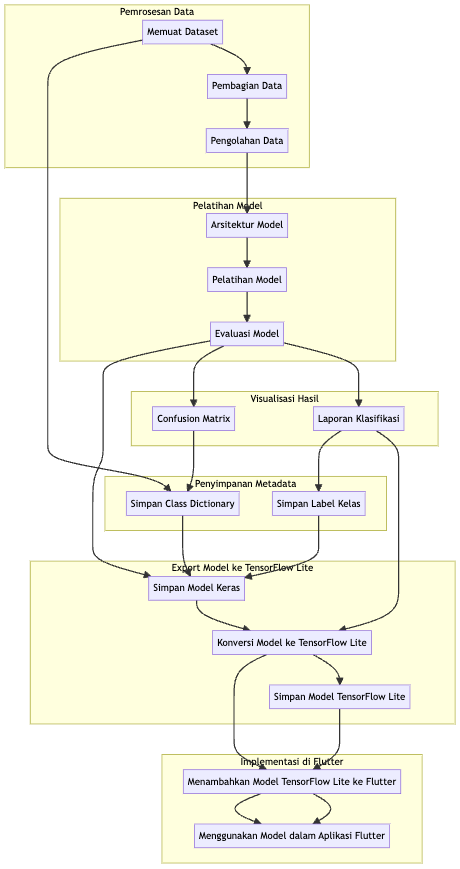 Pemrosesan Data
Memuat Dataset
Pembagian Data
Pengolahan Data
Pelatihan Model
Arsitektur Model
Pelatihan Model
Evaluasi Model
Visualisasi Hasil
Confusion Matrix
Laporan Klasifikasi
Penyimpanan Metadata
Simpan Class Dictionary
Simpan Label Kelas
Export Model ke TensorFlow Lite
Simpan Model Keras
Konversi Model ke TensorFlow Lite
Simpan Model TensorFlow Lite
Implementasi di Flutter
Menambahkan Model TensorFlow Lite ke Flutter
Menggunakan Model dalam Aplikasi Flutter